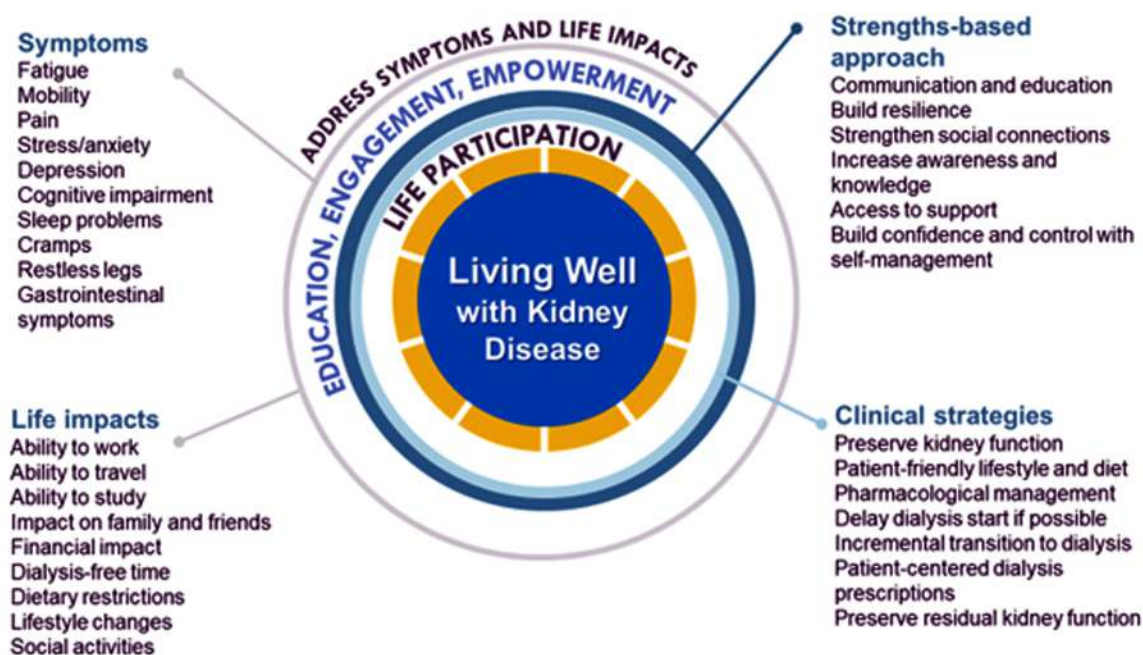 Symptoms
Fatigue
Mobility
Pain
Stress/anxiety
Depression
Cognitive impairment
Sleep problems
Cramps
Restless legs
Gastrointestinal
symptoms
Life impacts
Ability to work
Ability to travel
Ability to study
Impact on family and friends
Financial impact
Dialysis-free time
Dietary restrictions
Lifestyle changes
Social activities
ADDRESS SYMPTOMS AND LIFE IMPACTS
EDUCATION, ENGAGEMENT, EMPOWERMENT
LIFE PARTICIPATION
Living Well
with Kidney
Disease
Strengths-based
approach
Communication and education
Build resilience
Strengthen social connections
Increase awareness and
knowledge
Access to support
Build confidence and control with
self-management
Clinical strategies
Preserve kidney function
Patient-friendly lifestyle and diet
Pharmacological management
Delay dialysis start if possible
Incremental transition to dialysis
Patient-centered dialysis
prescriptions
Preserve residual kidney function